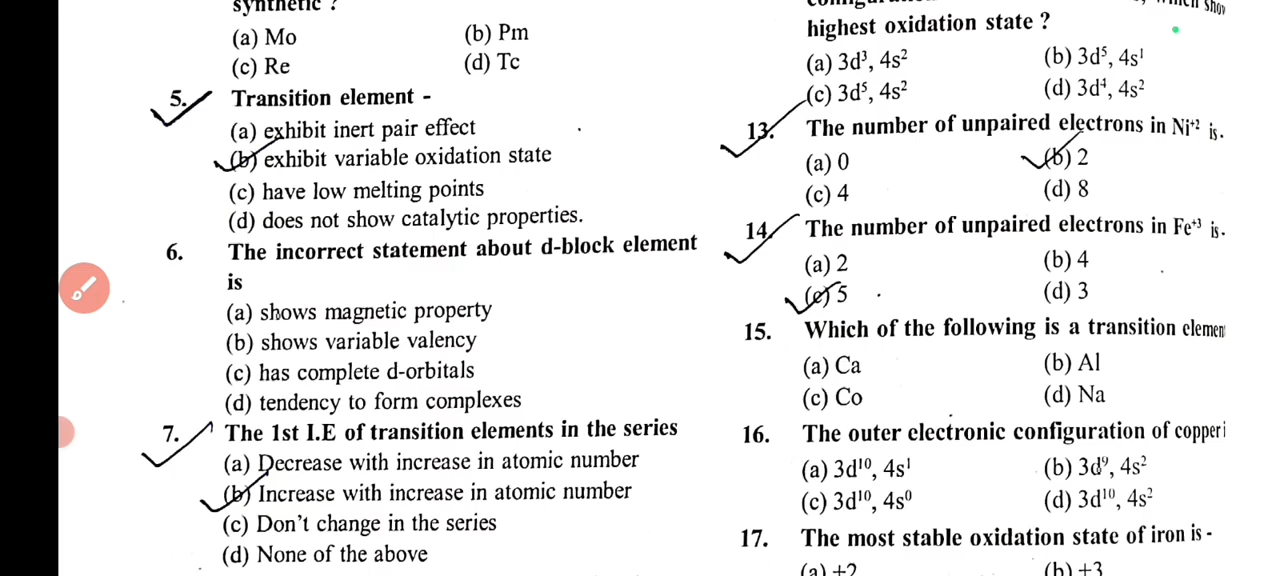 synthetic ?
(a) Mo (b) Pm
(c) Re (d) Tc
5. Transition element -
(a) exhibit inert pair effect
(b) exhibit variable oxidation state
(c) have low melting points
(d) does not show catalytic properties.
6. The incorrect statement about d-block element
is
(a) shows magnetic property
(b) shows variable valency
(c) has complete d-orbitals
(d) tendency to form complexes
7. The 1st I.E of transition elements in the series
(a) Decrease with increase in atomic number
(b) Increase with increase in atomic number
(c) Don't change in the series
(d) None of the above
highest oxidation state ?
(a) 3d³, 4s² (b) 3d⁵, 4s¹
(c) 3d⁵, 4s² (d) 3d⁴, 4s²
13. The number of unpaired electrons in Ni⁺² is.
(a) 0 (b) 2
(c) 4 (d) 8
14. The number of unpaired electrons in Fe⁺³ is.
(a) 2 (b) 4
(c) 5 (d) 3
15. Which of the following is a transition elemen
(a) Ca (b) Al
(c) Co (d) Na
16. The outer electronic configuration of copper i
(a) 3d¹⁰, 4s¹ (b) 3d⁹, 4s²
(c) 3d¹⁰, 4s⁰ (d) 3d¹⁰, 4s²
17. The most stable oxidation state of iron is -
(a) +2 (b) +3